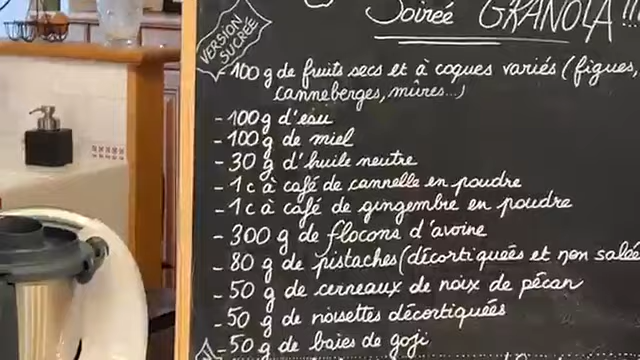 Soirée GRANOLA!!!
VERSION
SUCRÉE
100 g de fruits secs et à coques variés (figues,
canneberges, mûres...)
- 100 g d'eau
- 100 g de miel
- 30 g d'huile neutre
- 1 c à café de cannelle en poudre
- 1 c à café de gingembre en poudre
- 300 g de flocons d'avoine
- 80 g de pistaches (décortiquées et non salée
- 50 g de cerneaux de noix de pécan
- 50 g de noisettes décortiquées
- 50 g de baies de goji